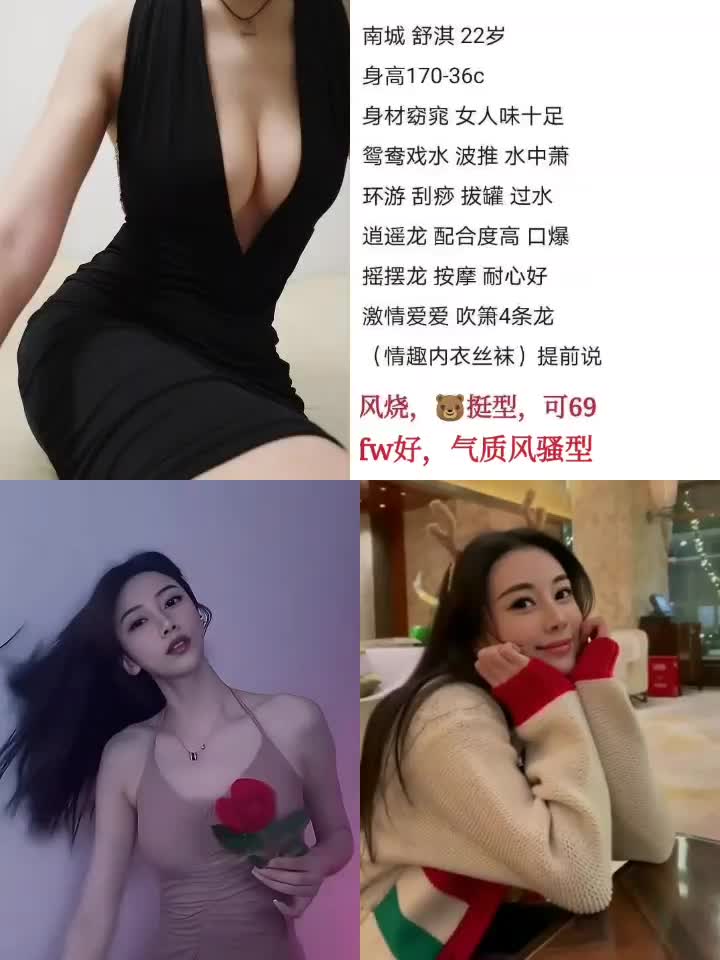 南城 舒淇 22岁
身高170-36c
身材窈窕 女人味十足
鸳鸯戏水 波推 水中萧
环游 刮痧 拔罐 过水
逍遥龙 配合度高 口爆
摇摆龙 按摩 耐心好
激情爱爱 吹箫4条龙
（情趣内衣丝袜）提前说
风烧，🐻挺型，可69
fw好，气质风骚型